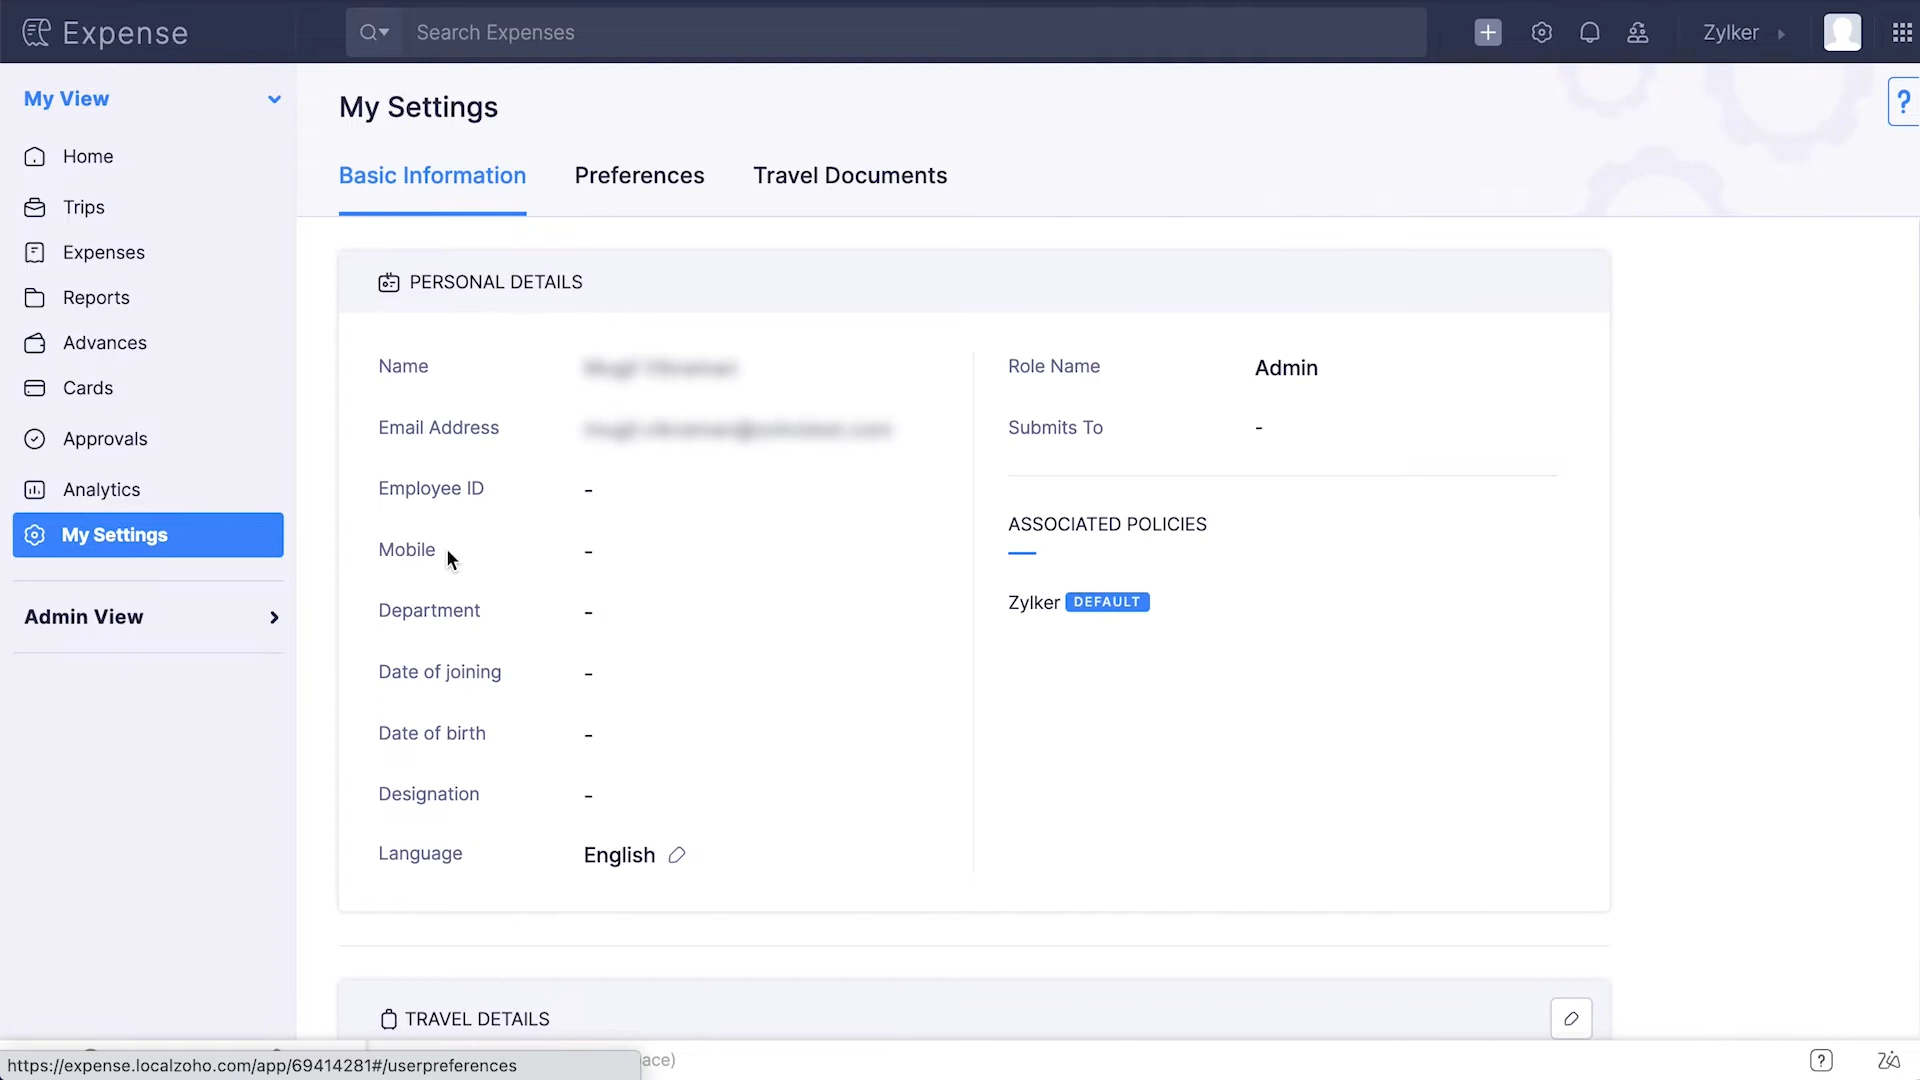 Expense
Search Expenses
Zylker
My View
Home
Trips
Expenses
Reports
Advances
Cards
Approvals
Analytics
My Settings
Admin View
My Settings
?
Basic Information
Preferences
Travel Documents
PERSONAL DETAILS
Name
Email Address
Employee ID
-
Mobile
-
Department
-
Date of joining
-
Date of birth
-
Designation
-
Language
English
Role Name
Admin
Submits To
-
ASSOCIATED POLICIES
Zylker DEFAULT
TRAVEL DETAILS
https://expense.localzoho.com/app/69414281#/userpreferences
ace)
?